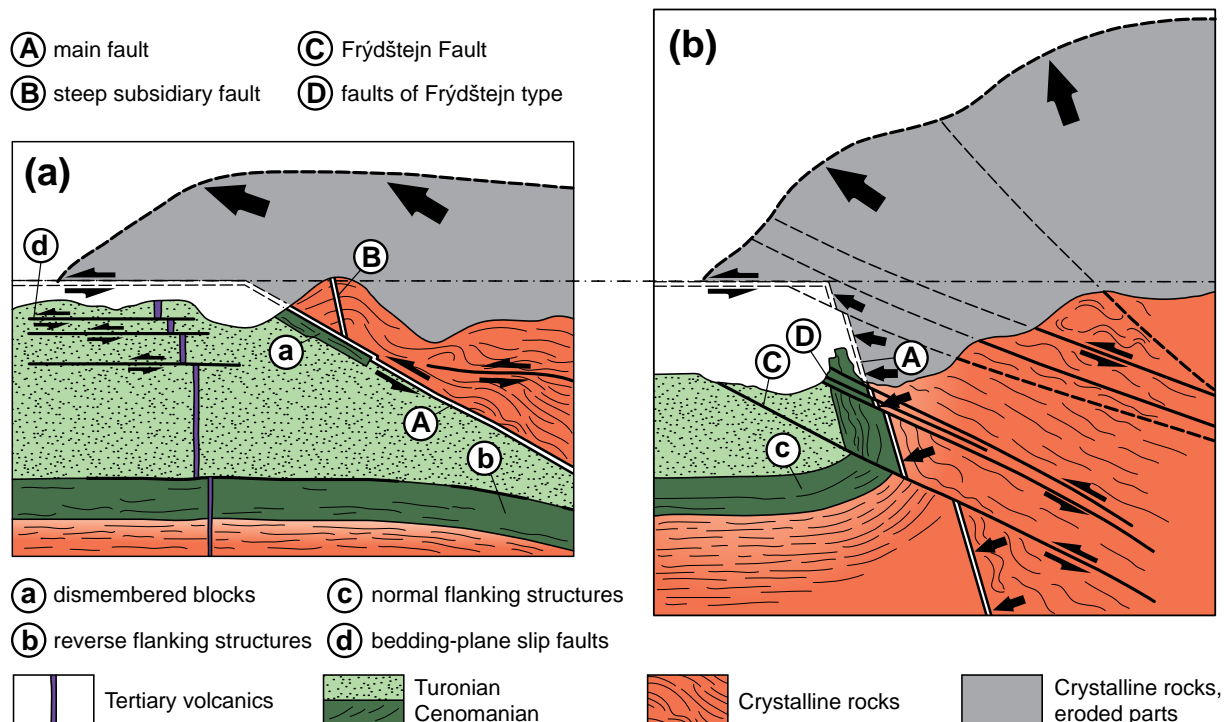 A main fault
C Frýdštejn Fault
B steep subsidiary fault
D faults of Frýdštejn type
(a)
d
B
a
A
b
(b)
D
A
C
c
a dismembered blocks
c normal flanking structures
b reverse flanking structures
d bedding-plane slip faults
Tertiary volcanics
Turonian
Cenomanian
Crystalline rocks
Crystalline rocks,
eroded parts